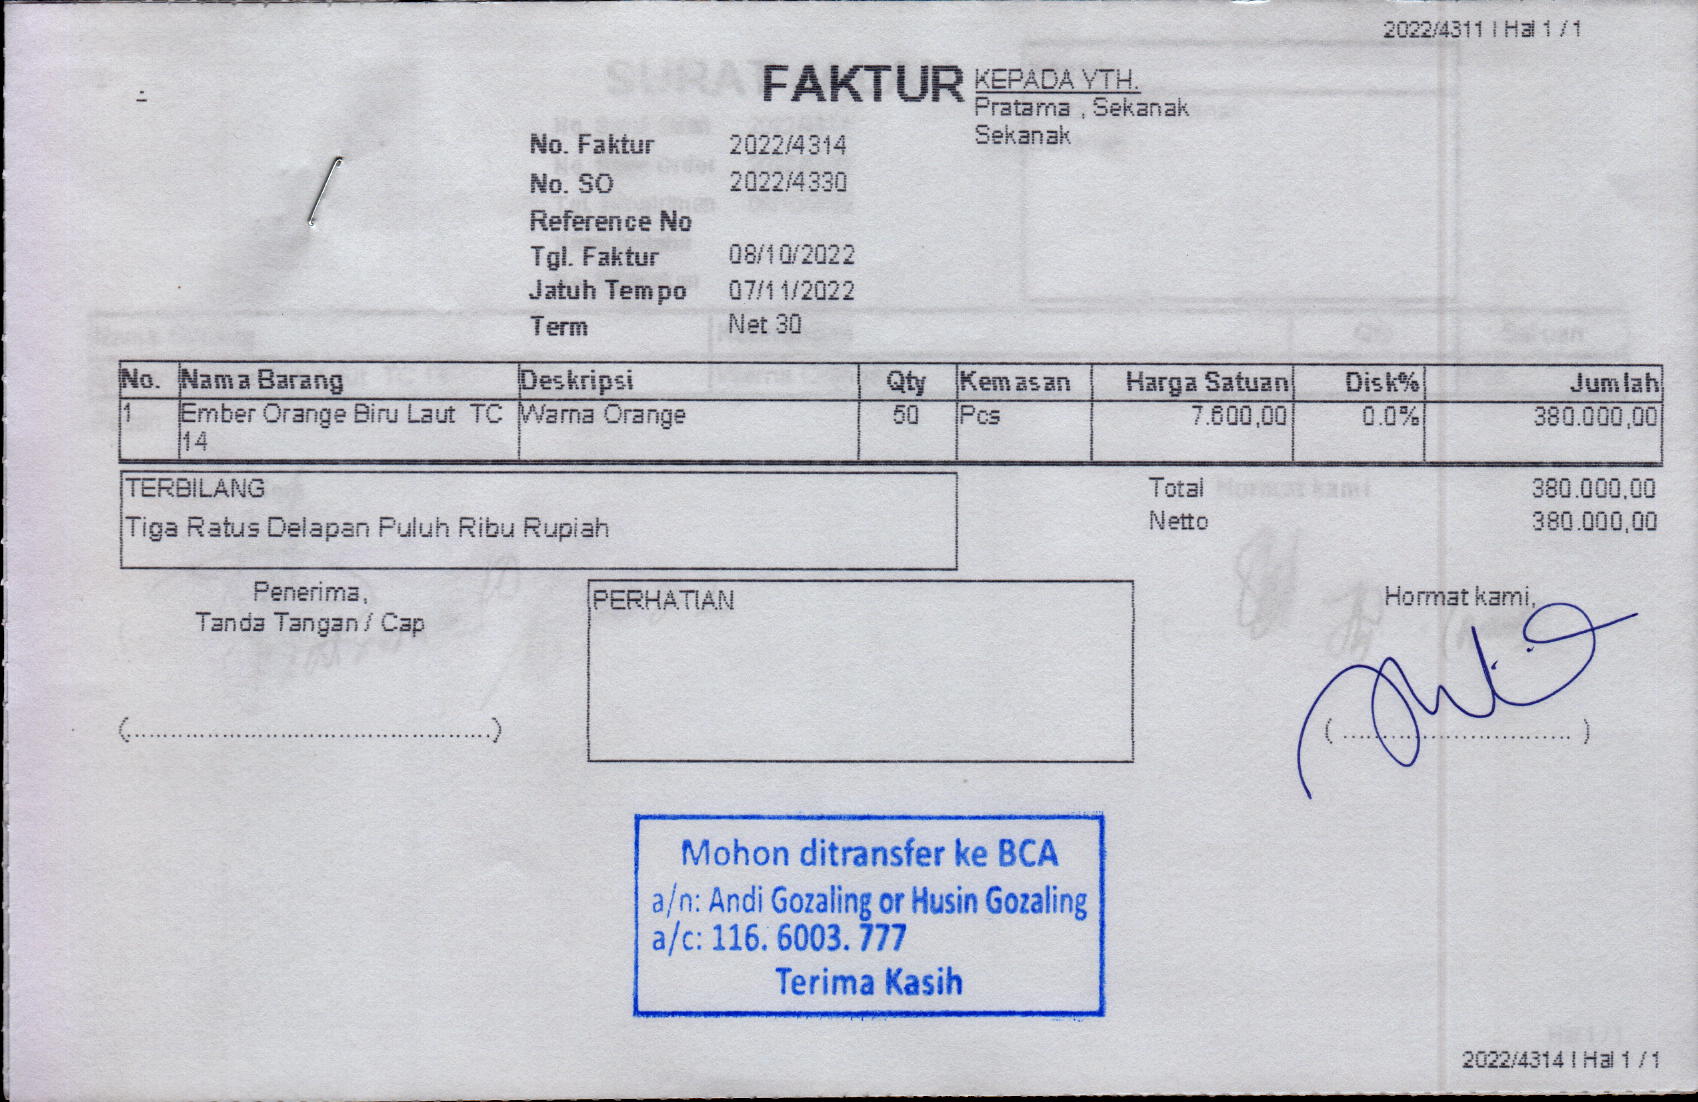 2022/4311 | Hal 1 / 1
FAKTUR
KEPADA YTH.
Pratama , Sekanak
Sekanak
No. Faktur 2022/4314
No. SO 2022/4330
Reference No
Tgl. Faktur 08/10/2022
Jatuh Tempo 07/11/2022
Term Net 30
No. Nama Barang Deskripsi Qty Kemasan Harga Satuan Disk% Jumlah
1 Ember Orange Biru Laut TC Warna Orange 50 Pcs 7.600,00 0.0% 380.000,00
14
TERBILANG
Tiga Ratus Delapan Puluh Ribu Rupiah
Total 380.000,00
Netto 380.000,00
Penerima,
Tanda Tangan / Cap
PERHATIAN
Hormat kami,
(................................................)
( ............................... )
Mohon ditransfer ke BCA
a/n: Andi Gozaling or Husin Gozaling
a/c: 116. 6003. 777
Terima Kasih
2022/4314 | Hal 1 / 1